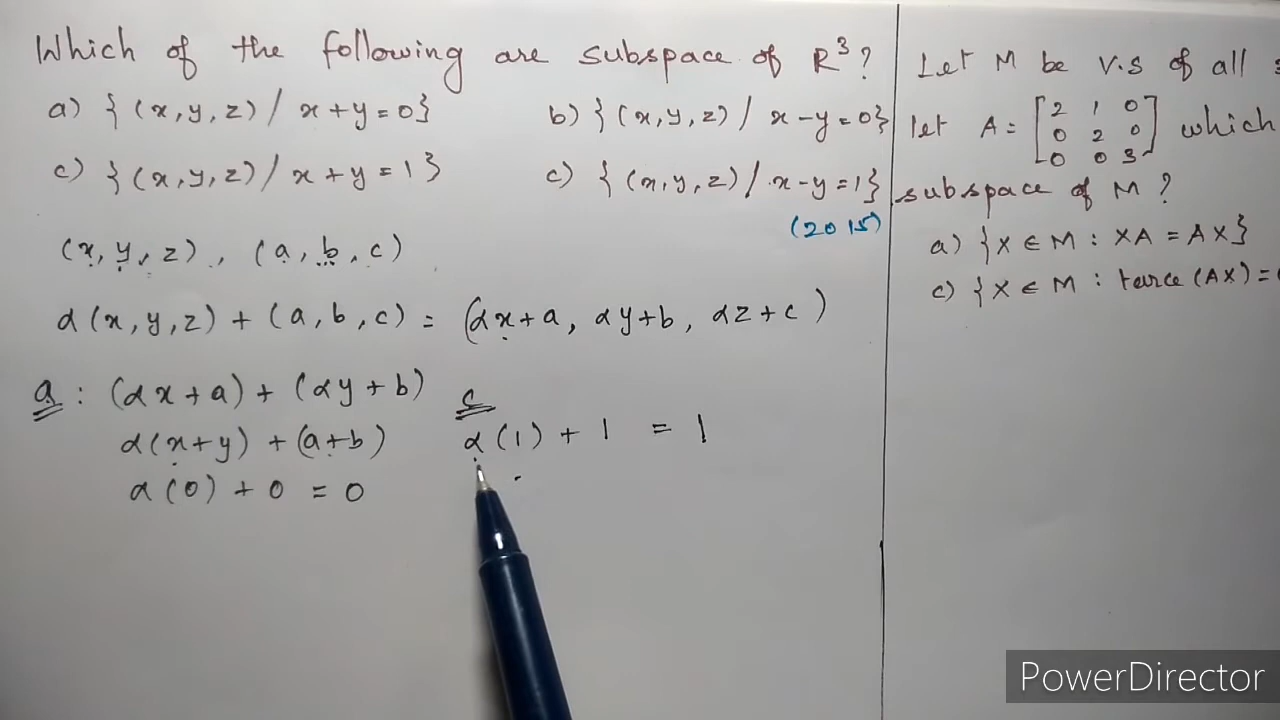 Which of the following are subspace of R³?
a) {(x,y,z) / x+y=0}
b) {(x,y,z) / x-y=0}
c) {(x,y,z) / x+y=1}
c) {(x,y,z) / x-y=1}
(2015)
(x,y,z), (a,b,c)
α(x,y,z)+(a,b,c) = (αx+a, αy+b, αz+c)
a: (αx+a)+(αy+b)
α(x+y)+(a+b)
α(0)+0=0
c
α(1)+1 = 1
Let M be V.s of all
let A = [2 1 0 0 2 0 0 0 3] which
subspace of M?
a) {X ∈ M : XA = AX}
c) {X ∈ M : tarce(AX)=
PowerDirector